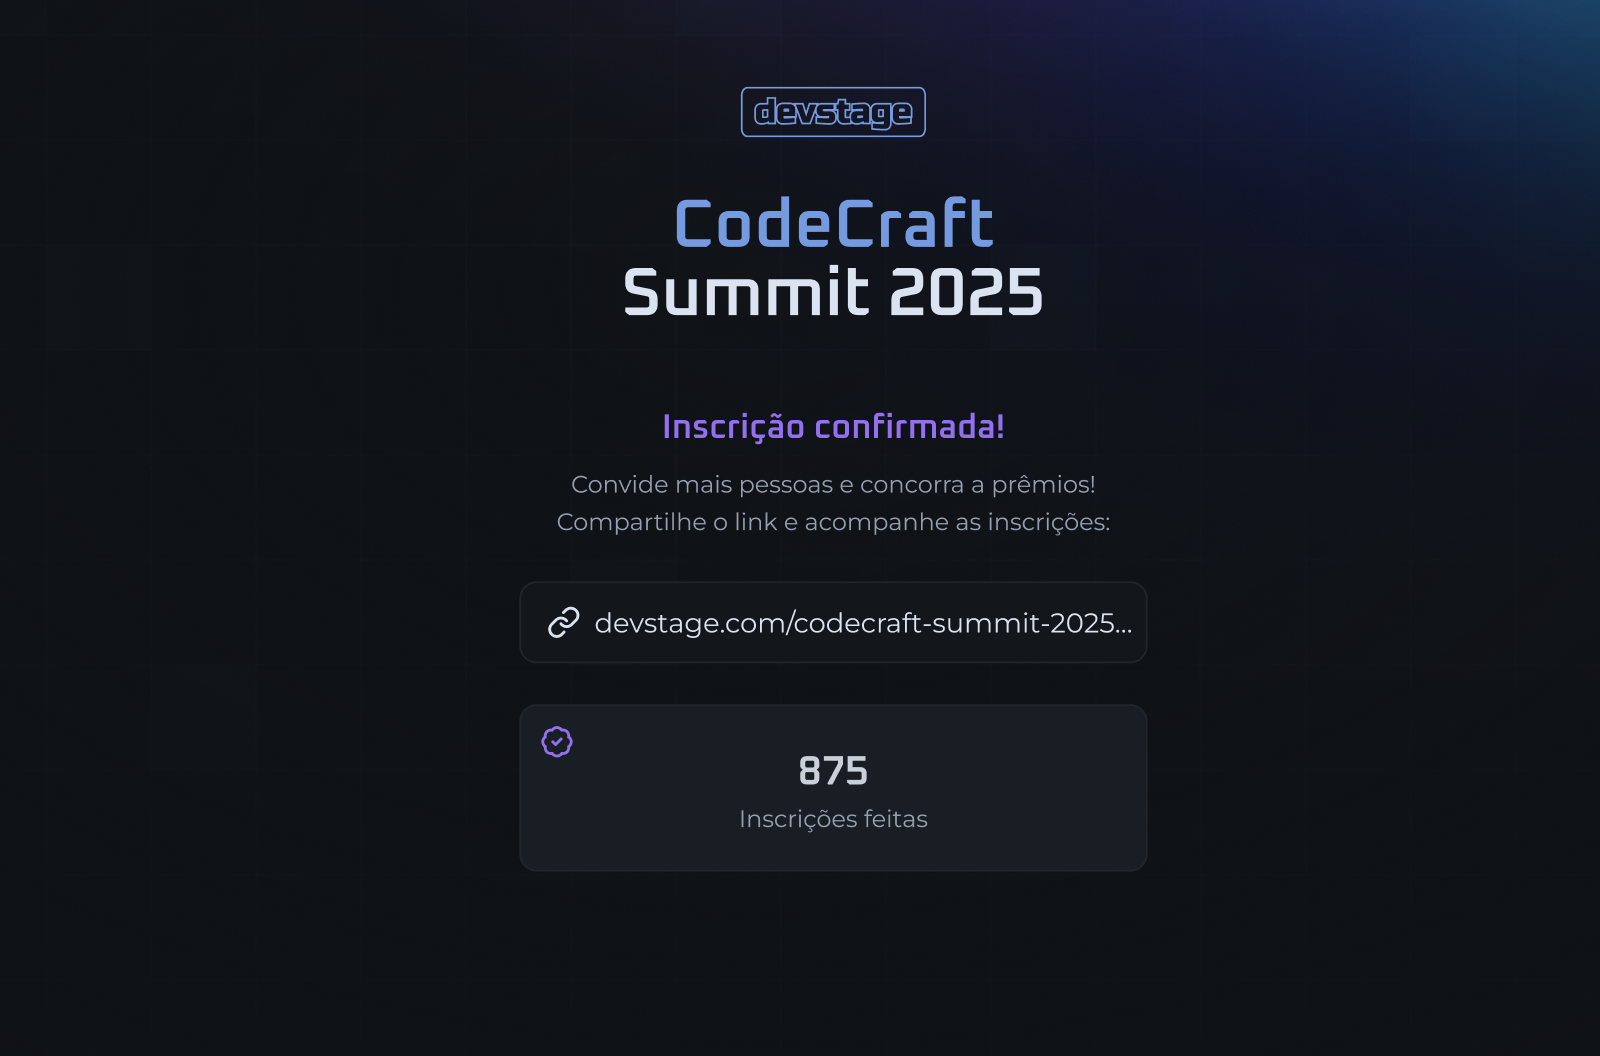 devstage
CodeCraft
Summit 2025
Inscrição confirmada!
Convide mais pessoas e concorra a prêmios!
Compartilhe o link e acompanhe as inscrições:
devstage.com/codecraft-summit-2025...
875
Inscrições feitas